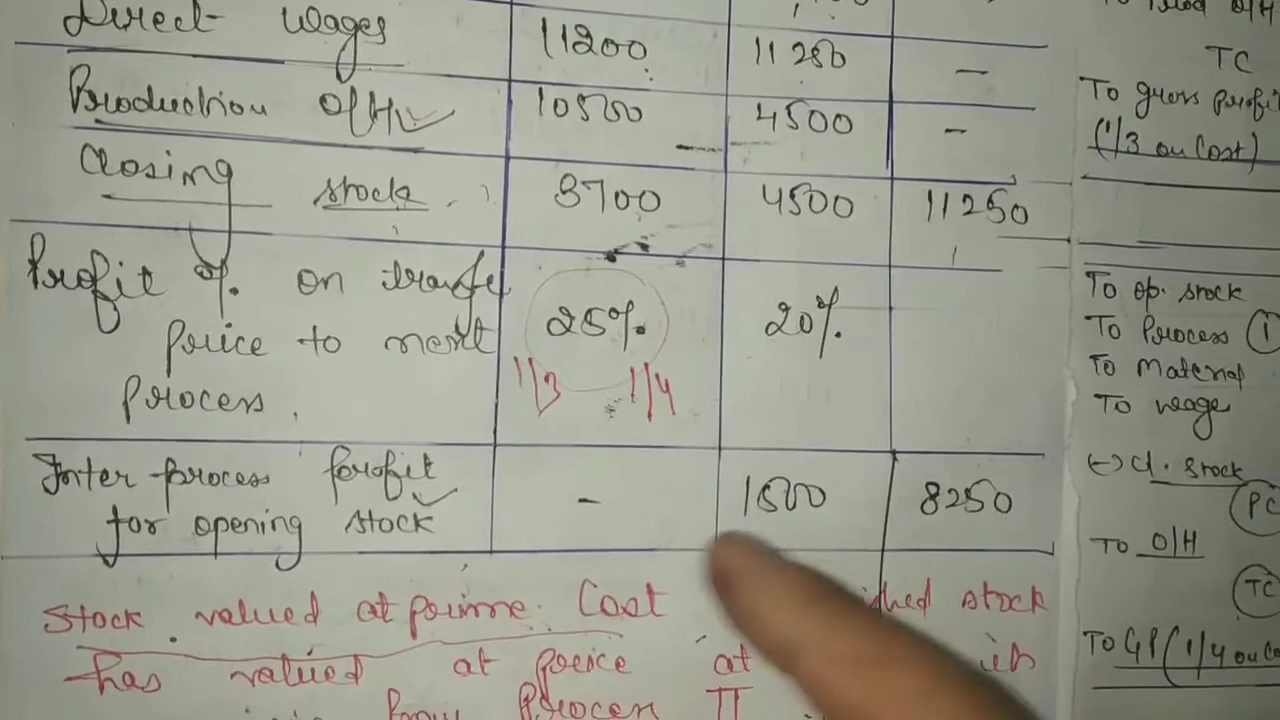 Direct wages 11200 11250 —
Production O/H 10500 4500 -
Closing stock. 3700 4500 11250
Profit %. on transfer price to next process. 25% 20%
1/3 1/4
Inter-process profit for opening stock - 1500 8250
Stock valued at prime Cost stock
has valued at price at
Process II
O/H
TC
To gross profit
(1/3 on Cost)
To op. stock
To Process (1
To Material
To wage
(-) cl. stock
PC
To O/H
TC
To GP (1/4 on Co